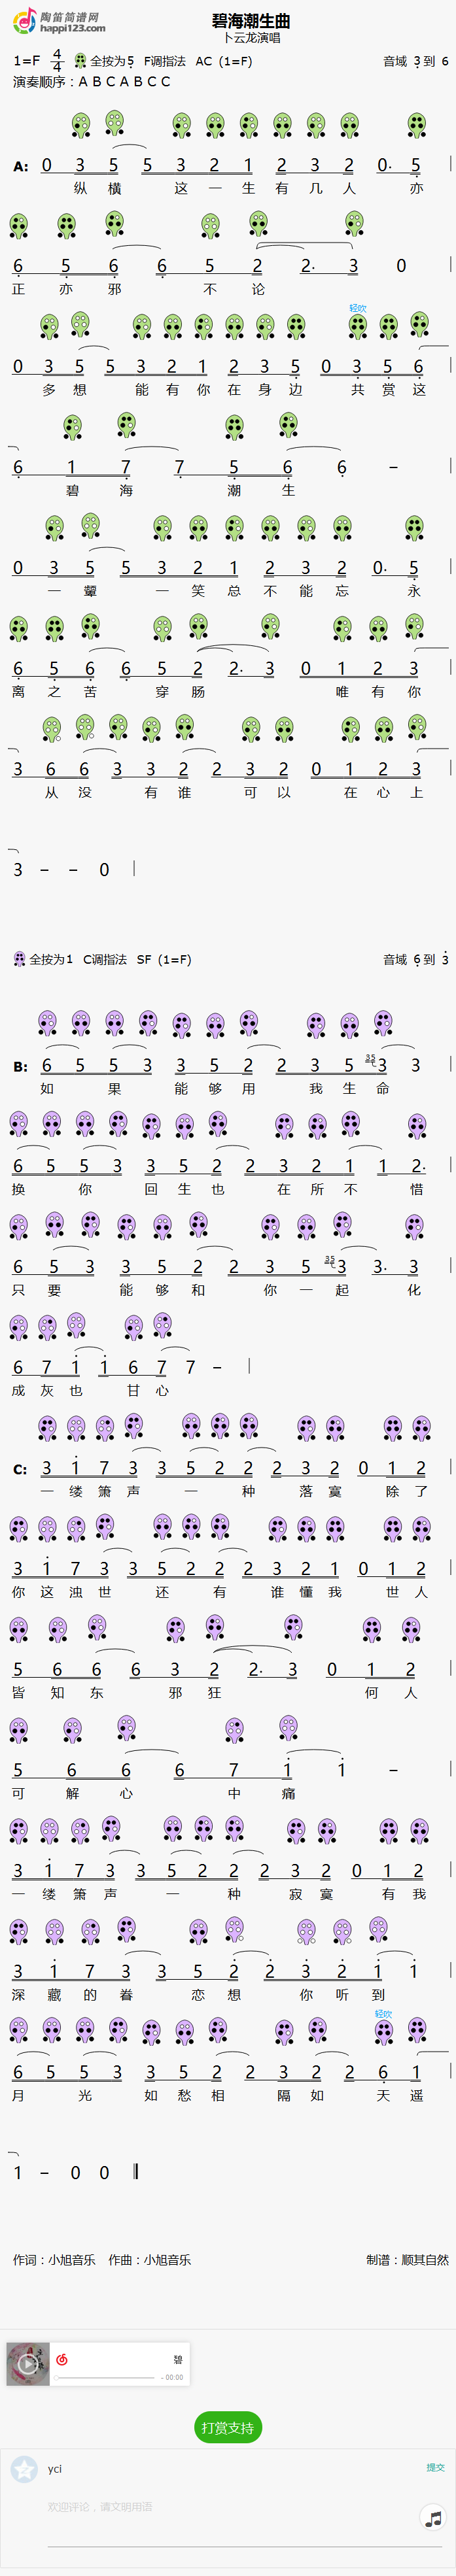 陶笛简谱网
happi123.com
碧海潮生曲
卜云龙演唱
1=F 4/4 全按为5̣ F调指法 AC (1=F) 音域 3̣ 到 6
演奏顺序：A B C A B C C
A: 0 3 5 5 3 2 1 2 3 2 0· 5̣
纵 横 这 一 生 有 几 人 亦
6̣ 5̣ 6̣ 6̣ 5 2 2· 3 0
正 亦 邪 不 论
轻吹
0 3 5 5 3 2 1 2 3 5̣ 0 3̣ 5̣ 6̣
多 想 能 有 你 在 身 边 共 赏 这
6̣ 1 7̣ 7̣ 5̣ 6̣ 6̣ –
碧 海 潮 生
0 3 5 5 3 2 1 2 3 2 0· 5̣
一 颦 一 笑 总 不 能 忘 永
6̣ 5̣ 6̣ 6̣ 5 2 2· 3 0 1 2 3
离 之 苦 穿 肠 唯 有 你
3 6 6 3 3 2 2 3 2 0 1 2 3
从 没 有 谁 可 以 在 心 上
3 – – 0
全按为1 C调指法 SF (1=F) 音域 6̣ 到 3̇
B: 6 5 5 3 3 5 2 2 3 5 35 3 3
如 果 能 够 用 我 生 命
6 5 5 3 3 5 2 2 3 2 1 1 2·
换 你 回 生 也 在 所 不 惜
6 5 3 3 5 2 2 3 5 35 3 3· 3
只 要 能 够 和 你 一 起 化
6 7 1̇ 1̇ 6 7 7 –
成 灰 也 甘 心
C: 3 1̇ 7 3 3 5 2 2 2 3 2 0 1 2
一 缕 箫 声 一 种 落 寞 除 了
3 1̇ 7 3 3 5 2 2 2 3 2 1 0 1 2
你 这 浊 世 还 有 谁 懂 我 世 人
5 6 6 6 3 2 2· 3 0 1 2
皆 知 东 邪 狂 何 人
5 6 6 6 7 1̇ 1̇ –
可 解 心 中 痛
3 1̇ 7 3 3 5 2 2 2 3 2 0 1 2
一 缕 箫 声 一 种 寂 寞 有 我
3 1̇ 7 3 3 5 2̇ 2̇ 3̇ 2̇ 1̇ 1̇
深 藏 的 眷 恋 想 你 听 到
轻吹
6 5 5 3 3 5 2 2 3 2 2 6̣ 1
月 光 如 愁 相 隔 如 天 遥
1 – 0 0
作词：小旭音乐 作曲：小旭音乐 制谱：顺其自然
碧
- 00:00
打赏支持
yci 提交
欢迎评论，请文明用语